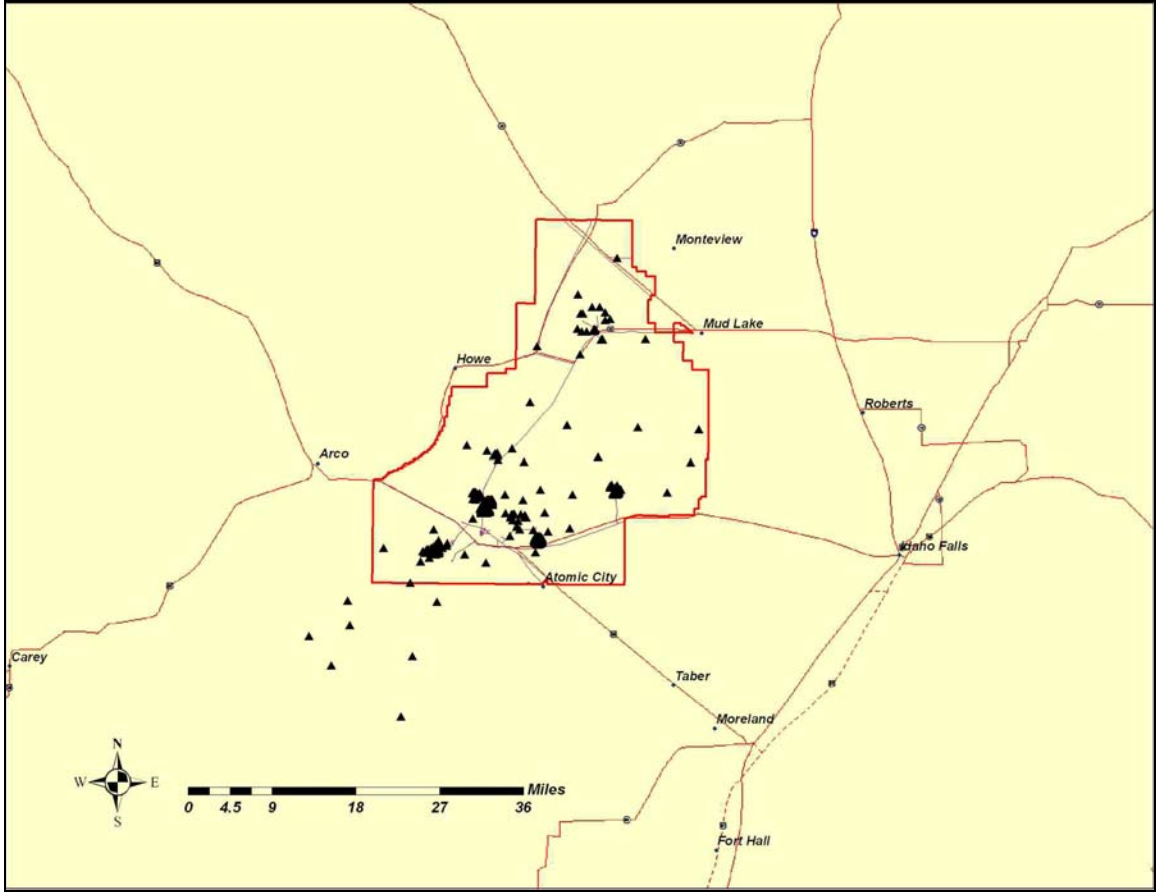 Monteview
Mud Lake
Howe
Roberts
Arco
Idaho Falls
Atomic City
Carey
Taber
Moreland
N
W E
S
Miles
0 4.5 9 18 27 36
Fort Hall